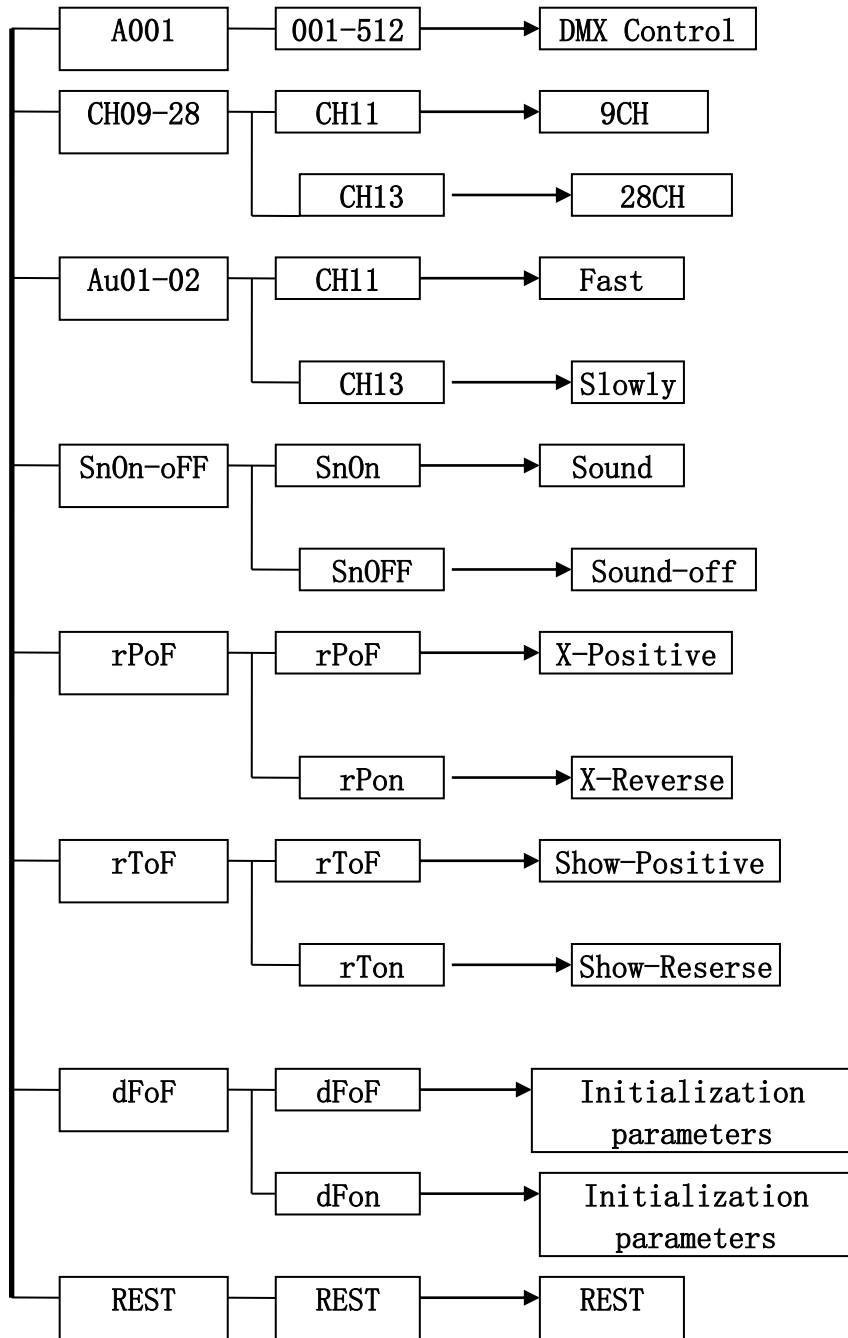 A001 001-512 DMX Control
CH09-28 CH11 9CH
CH13 28CH
Au01-02 CH11 Fast
CH13 Slowly
SnOn-oFF SnOn Sound
SnOFF Sound-off
rPoF rPoF X-Positive
rPon X-Reverse
rToF rToF Show-Positive
rTon Show-Reserse
dFoF dFoF Initialization
parameters
dFon Initialization
parameters
REST REST REST